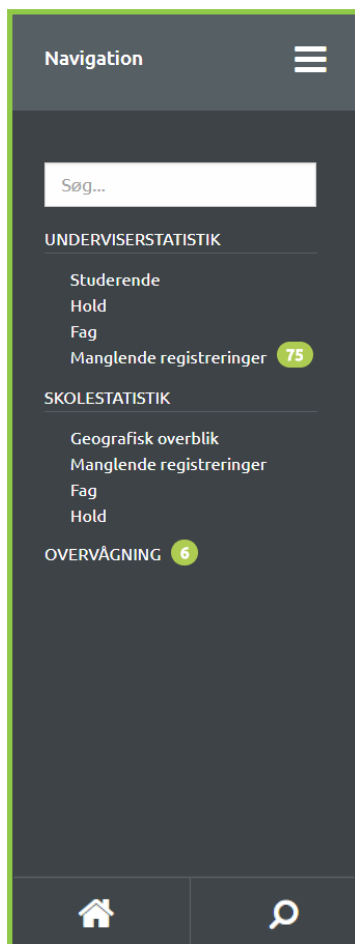 Navigation
Søg...
UNDERVISERSTATISTIK
Studerende
Hold
Fag
Manglende registreringer 75
SKOLESTATISTIK
Geografisk overblik
Manglende registreringer
Fag
Hold
OVERVÅGNING 6